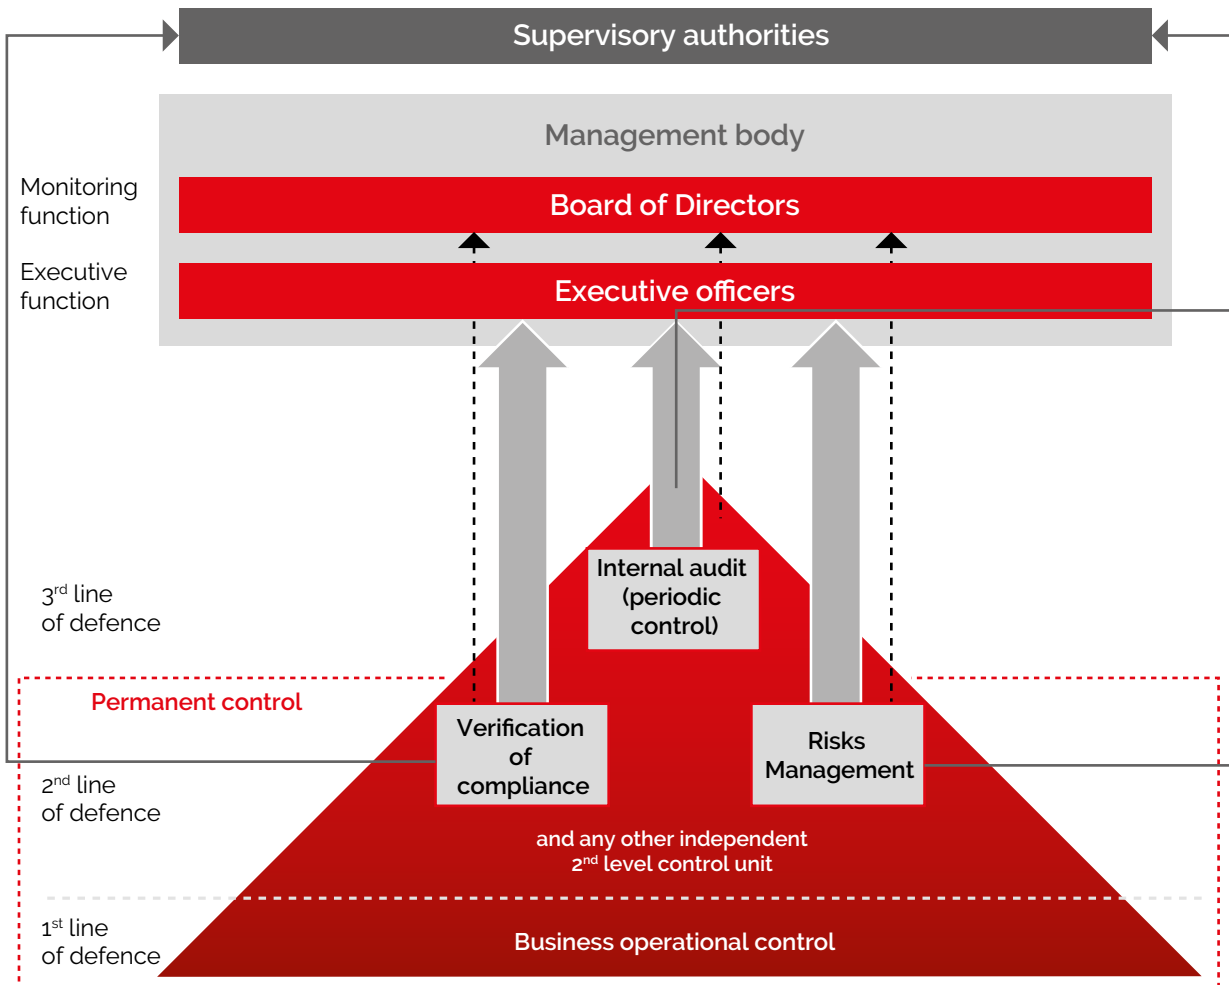 Supervisory authorities
Management body
Monitoring
function
Board of Directors
Executive
function
Executive officers
Internal audit
(periodic
control)
3rd line
of defence
Permanent control
Verification
of
compliance
Risks
Management
2nd line
of defence
and any other independent
2nd level control unit
1st line
of defence
Business operational control